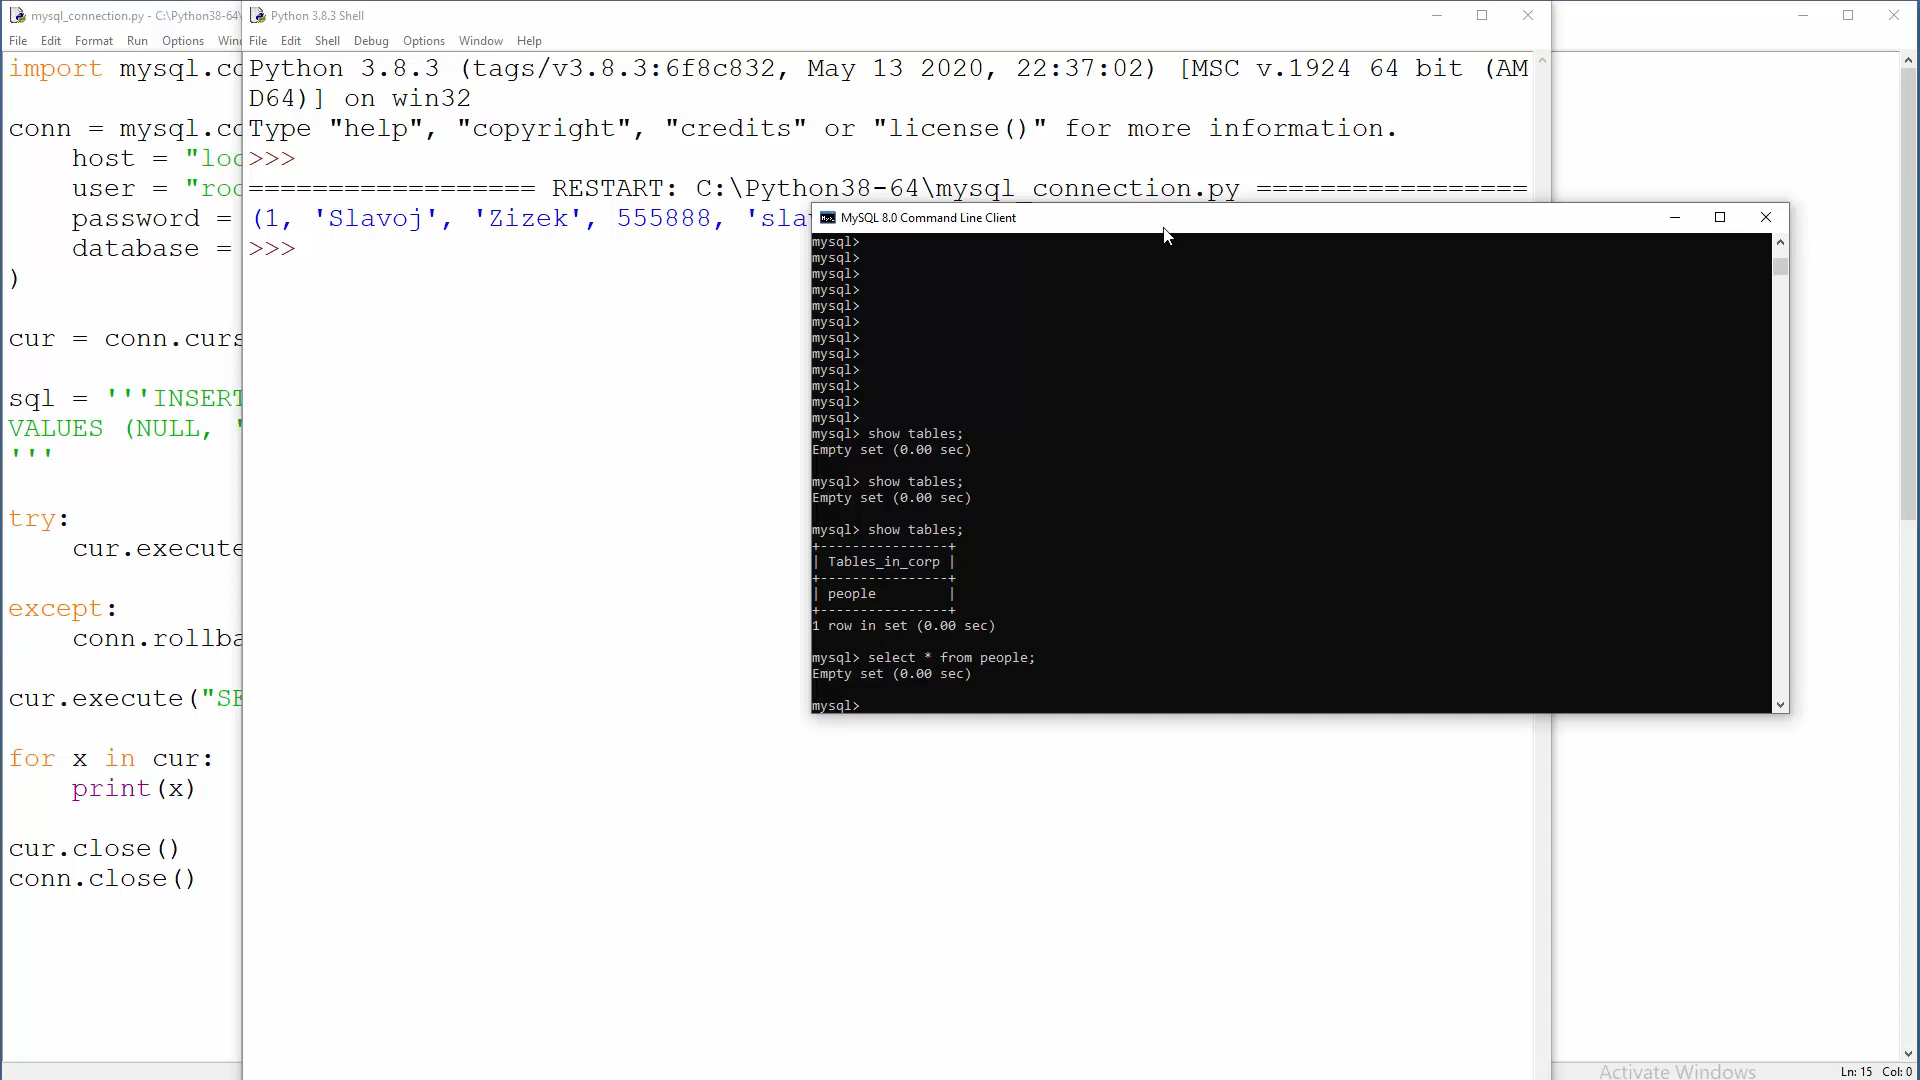 mysql_connection.py - C:\Python38-64\
File Edit Format Run Options
import mysql.co
conn = mysql.co
host = "loc
user = "roo
password =
database =
)
cur = conn.curs
sql = '''INSERT
VALUES (NULL, '
'''
try:
cur.execute
except:
conn.rollba
cur.execute("SE
for x in cur:
print(x)
cur.close()
conn.close()
Python 3.8.3 Shell
File Edit Shell Debug Options Window Help
Python 3.8.3 (tags/v3.8.3:6f8c832, May 13 2020, 22:37:02) [MSC v.1924 64 bit (AM
D64)] on win32
Type "help", "copyright", "credits" or "license()" for more information.
>>>
================== RESTART: C:\Python38-64\mysql_connection.py =================
(1, 'Slavoj', 'Zizek', 555888, 'sla
>>>
MySQL 8.0 Command Line Client
mysql>
mysql>
mysql>
mysql>
mysql>
mysql>
mysql>
mysql>
mysql>
mysql>
mysql>
mysql>
mysql> show tables;
Empty set (0.00 sec)
mysql> show tables;
Empty set (0.00 sec)
mysql> show tables;
+----------------+
| Tables_in_corp |
+----------------+
| people         |
+----------------+
1 row in set (0.00 sec)
mysql> select * from people;
Empty set (0.00 sec)
mysql>
Activate Windows
Ln: 15 Col: 0